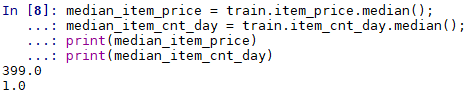 In [8]: median_item_price = train.item_price.median();
...: median_item_cnt_day = train.item_cnt_day.median();
...: print(median_item_price)
...: print(median_item_cnt_day)
399.0
1.0